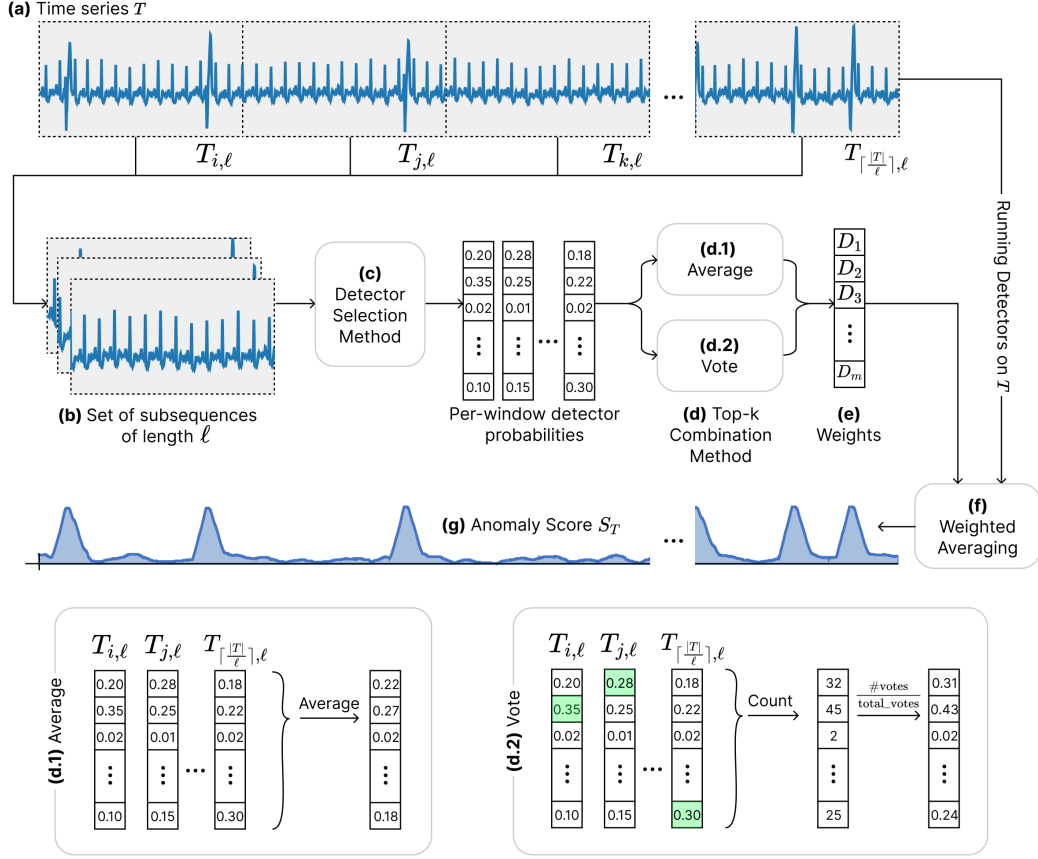 (a) Time series T
...
T_{i,ℓ}
T_{j,ℓ}
T_{k,ℓ}
T_{⌈|T|/ℓ⌉,ℓ}
Running Detectors on T
(b) Set of subsequences
of length ℓ
(c)
Detector
Selection
Method
0.20 0.28 0.18
0.35 0.25 0.22
0.02 0.01 0.02
⋮ ⋮ ... ⋮
0.10 0.15 0.30
Per-window detector
probabilities
(d.1)
Average
(d.2)
Vote
(d) Top-k
Combination
Method
D_1
D_2
D_3
⋮
D_m
(e)
Weights
(f)
Weighted
Averaging
(g) Anomaly Score S_T
...
(d.1) Average
T_{i,ℓ} T_{j,ℓ} T_{⌈|T|/ℓ⌉,ℓ}
0.20 0.28 0.18
0.35 0.25 0.22
0.02 0.01 0.02
⋮ ⋮ ... ⋮
0.10 0.15 0.30
Average
0.22
0.27
0.02
⋮
0.18
(d.2) Vote
T_{i,ℓ} T_{j,ℓ} T_{⌈|T|/ℓ⌉,ℓ}
0.20 0.28 0.18
0.35 0.25 0.22
0.02 0.01 0.02
⋮ ⋮ ... ⋮
0.10 0.15 0.30
Count
32
45
2
⋮
25
#votes
total_votes
0.31
0.43
0.02
⋮
0.24